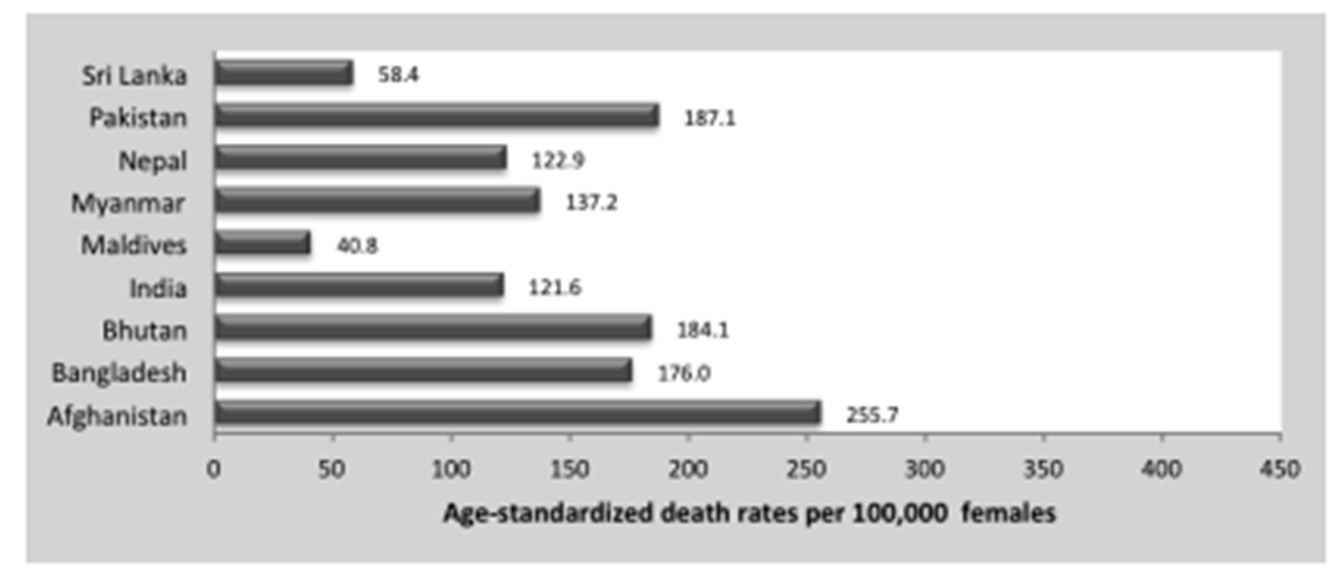 Sri Lanka 58.4
Pakistan 187.1
Nepal 122.9
Myanmar 137.2
Maldives 40.8
India 121.6
Bhutan 184.1
Bangladesh 176.0
Afghanistan 255.7
0 50 100 150 200 250 300 350 400 450
Age-standardized death rates per 100,000 females